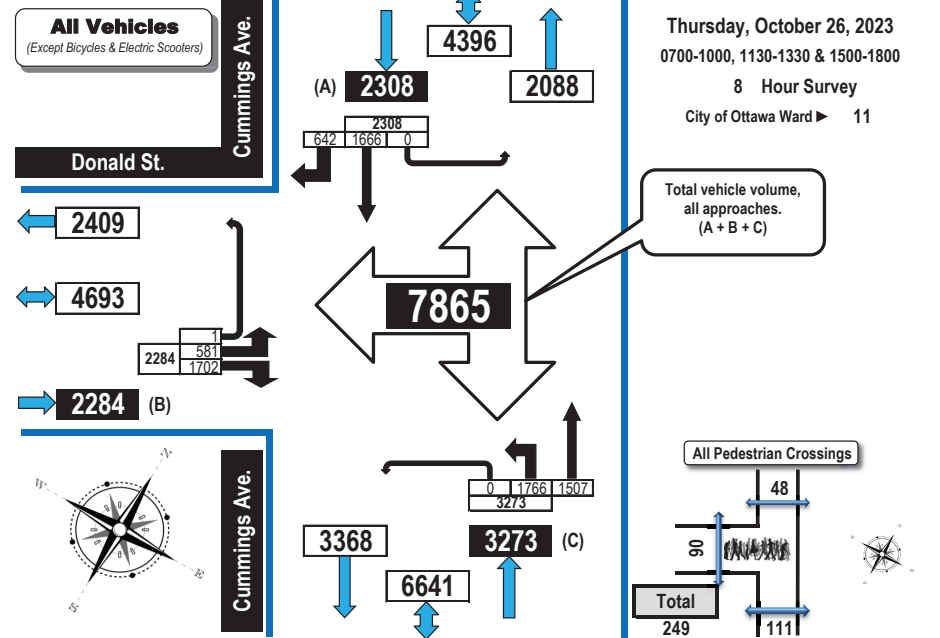 All Vehicles
(Except Bicycles & Electric Scooters)
Cummings Ave.
Donald St.
4396
(A) 2308
2088
2308
642 1666 0
Thursday, October 26, 2023
0700-1000, 1130-1330 & 1500-1800
8 Hour Survey
City of Ottawa Ward ► 11
Total vehicle volume,
all approaches.
(A + B + C)
2409
4693
7865
1
2284 581
1702
2284 (B)
N
W
E
S
Cummings Ave.
0 1766 1507
3273
3368
3273 (C)
6641
All Pedestrian Crossings
48
90
Total
249
111